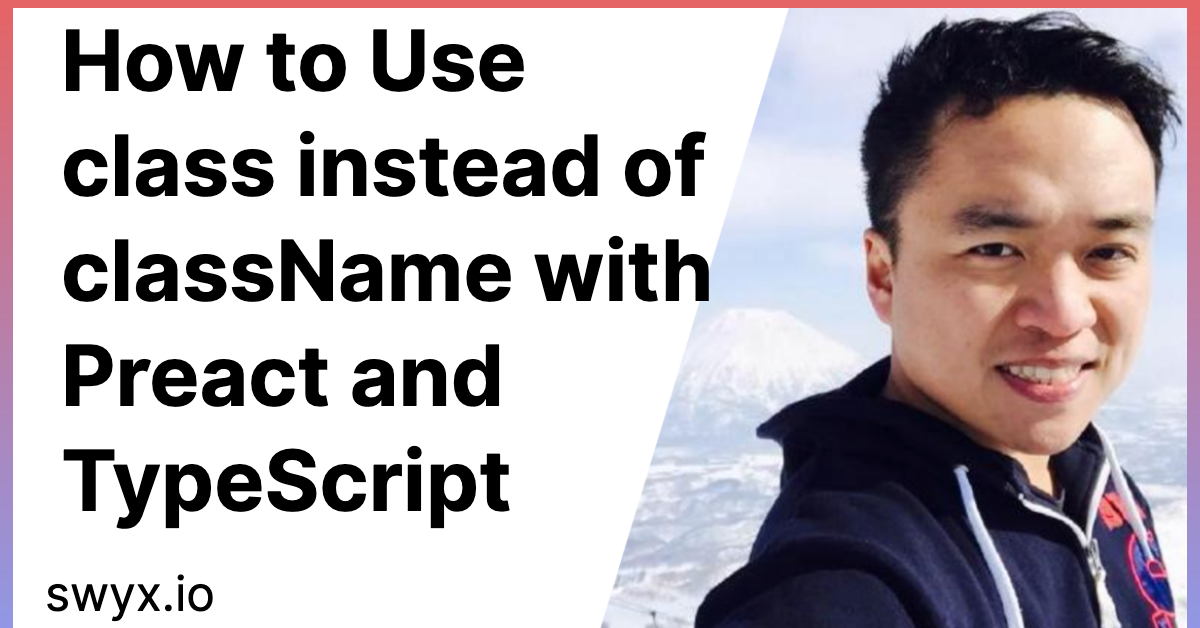 How to Use
class instead of
className with
Preact and
TypeScript
swyx.io